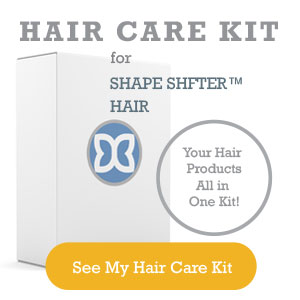 HAIR CARE KIT
for
SHAPE SHFTER™
HAIR
Your Hair
Products
All in
One Kit!
See My Hair Care Kit